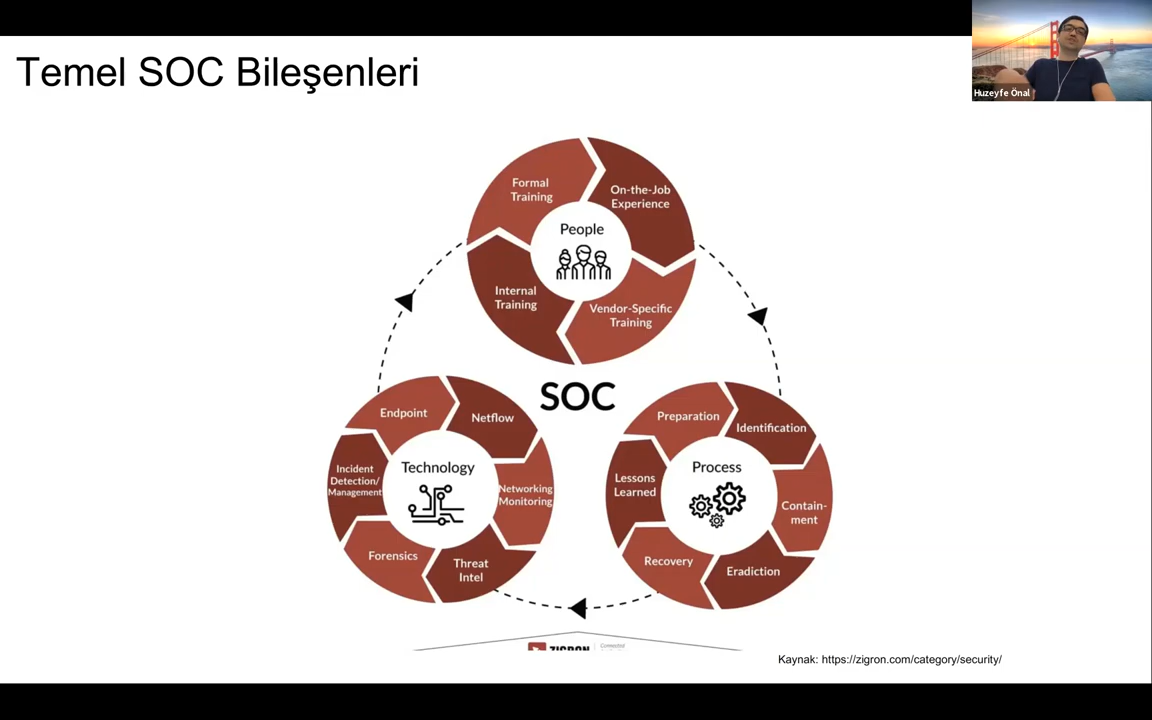 Temel SOC Bileşenleri
Huzeyfe Önal
Formal
Training
On-the-Job
Experience
People
Internal
Training
Vendor-Specific
Training
SOC
Endpoint
Netflow
Incident
Detection/
Management
Technology
Networking
Monitoring
Forensics
Threat
Intel
Preparation
Identification
Lessons
Learned
Process
Contain-
ment
Recovery
Eradiction
ZIGRON
Connected
Kaynak: https://zigron.com/category/security/